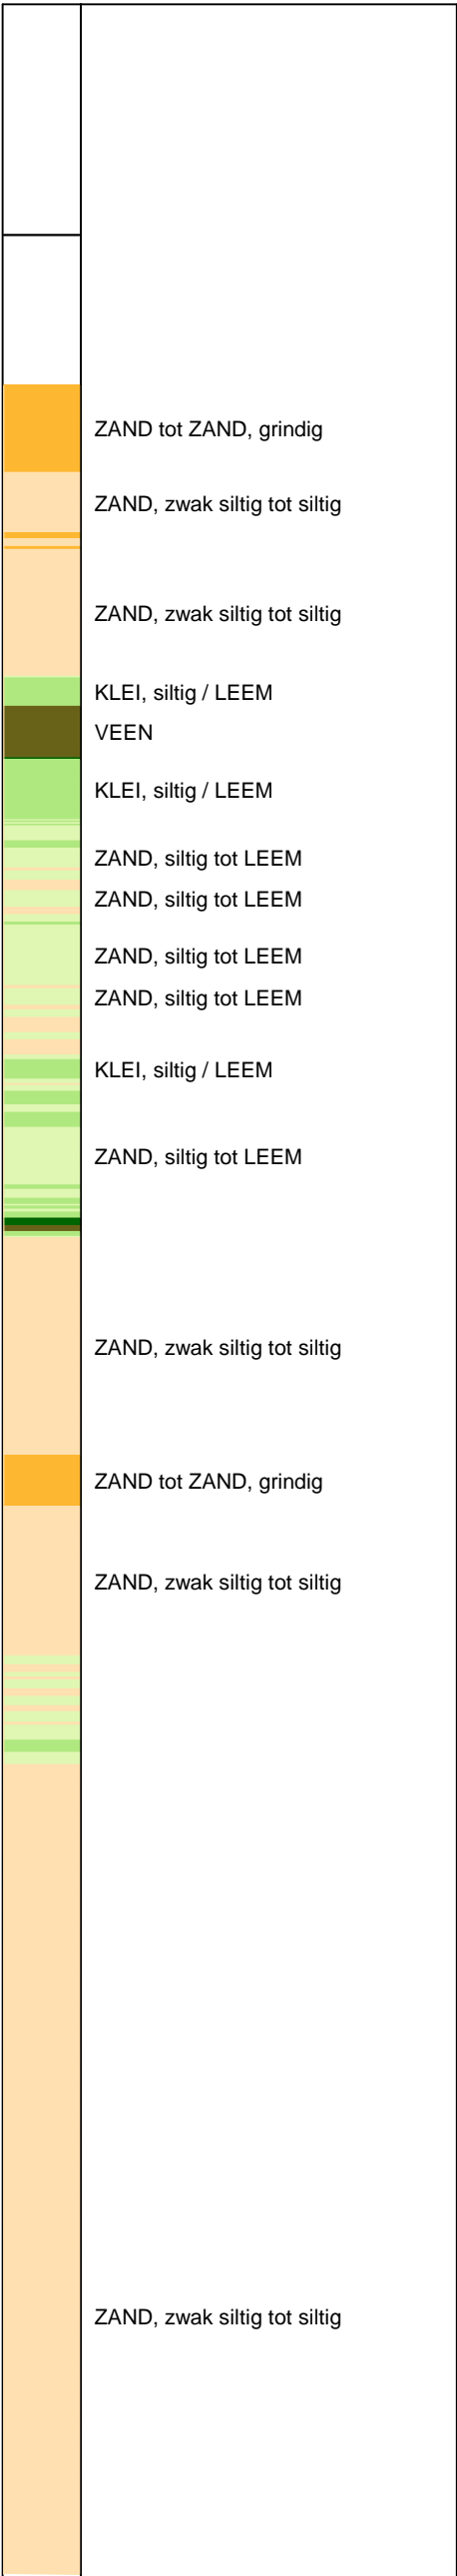 ZAND tot ZAND, grindig
ZAND, zwak siltig tot siltig
ZAND, zwak siltig tot siltig
KLEI, siltig / LEEM
VEEN
KLEI, siltig / LEEM
ZAND, siltig tot LEEM
ZAND, siltig tot LEEM
ZAND, siltig tot LEEM
ZAND, siltig tot LEEM
KLEI, siltig / LEEM
ZAND, siltig tot LEEM
ZAND, zwak siltig tot siltig
ZAND tot ZAND, grindig
ZAND, zwak siltig tot siltig
ZAND, zwak siltig tot siltig